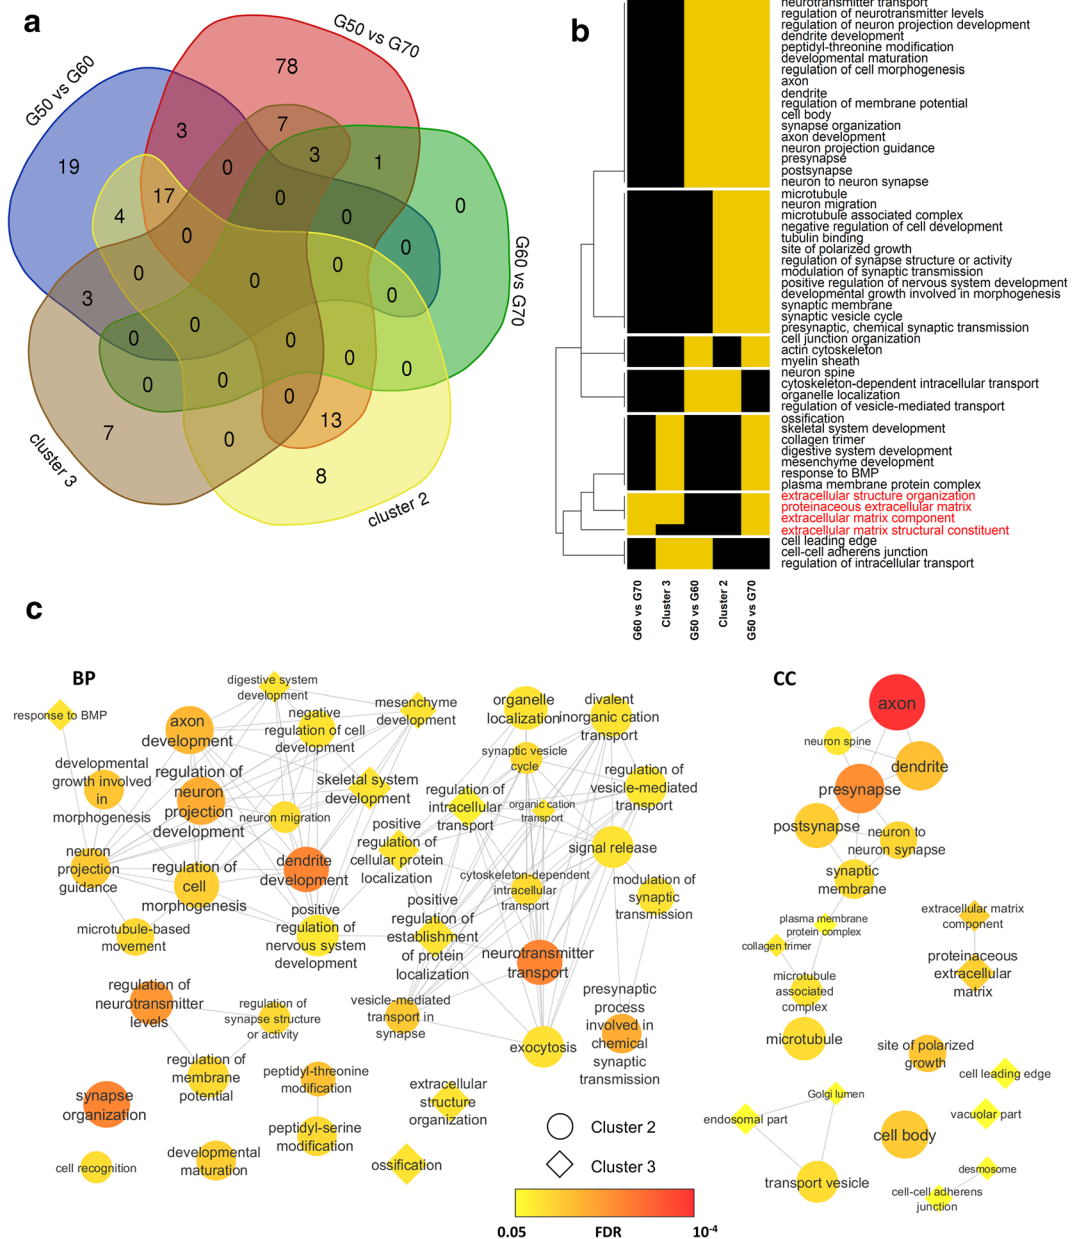 a
G50 vs G60
G50 vs G70
G60 vs G70
cluster 3
cluster 2
78
3
7
19
0
3
1
0
17
4
0
0
0
0
0
0
0
0
3
0
0
0
0
0
0
0
0
0
7
0
13
8
b
neurotransmitter transport
regulation of neurotransmitter levels
regulation of neuron projection development
dendrite development
peptidyl-threonine modification
developmental maturation
regulation of cell morphogenesis
axon
dendrite
regulation of membrane potential
cell body
synapse organization
axon development
neuron projection guidance
presynapse
postsynapse
neuron to neuron synapse
microtubule
neuron migration
microtubule associated complex
negative regulation of cell development
tubulin binding
site of polarized growth
regulation of synapse structure or activity
modulation of synaptic transmission
positive regulation of nervous system development
developmental growth involved in morphogenesis
synaptic membrane
synaptic vesicle cycle
presynaptic, chemical synaptic transmission
cell junction organization
actin cytoskeleton
myelin sheath
neuron spine
cytoskeleton-dependent intracellular transport
organelle localization
regulation of vesicle-mediated transport
ossification
skeletal system development
collagen trimer
digestive system development
mesenchyme development
response to BMP
plasma membrane protein complex
extracellular structure organization
proteinaceous extracellular matrix
extracellular matrix component
extracellular matrix structural constituent
cell leading edge
cell-cell adherens junction
regulation of intracellular transport
G60 vs G70
Cluster 3
G50 vs G60
Cluster 2
G50 vs G70
c
BP
response to BMP
digestive system
development
axon
development
negative
regulation of cell
development
mesenchyme
development
developmental
growth involved
in
morphogenesis
regulation of
neuron
projection
development
neuron migration
skeletal system
development
neuron
projection
guidance
regulation of
cell
morphogenesis
dendrite
development
positive
regulation of
cellular protein
localization
microtubule-based
movement
positive
regulation of
nervous system
development
organelle
localization
divalent
inorganic cation
transport
synaptic vesicle
cycle
regulation of
intracellular
transport
organic cation
transport
regulation of
vesicle-mediated
transport
signal release
cytoskeleton-dependent
intracellular
transport
modulation of
synaptic
transmission
positive
regulation of
establishment
of protein
localization
neurotransmitter
transport
vesicle-mediated
transport in
synapse
exocytosis
presynaptic
process
involved in
chemical
synaptic
transmission
regulation of
neurotransmitter
levels
regulation of
synapse structure
or activity
regulation of
membrane
potential
peptidyl-threonine
modification
synapse
organization
peptidyl-serine
modification
cell recognition
developmental
maturation
extracellular
structure
organization
ossification
Cluster 2
Cluster 3
0.05
FDR
10-4
CC
axon
neuron spine
dendrite
presynapse
postsynapse
neuron to
neuron synapse
synaptic
membrane
plasma membrane
protein complex
collagen trimer
extracellular matrix
component
microtubule
associated
complex
proteinaceous
extracellular
matrix
microtubule
site of polarized
growth
cell leading edge
Golgi lumen
endosomal part
vacuolar part
cell body
desmosome
transport vesicle
cell-cell adherens
junction